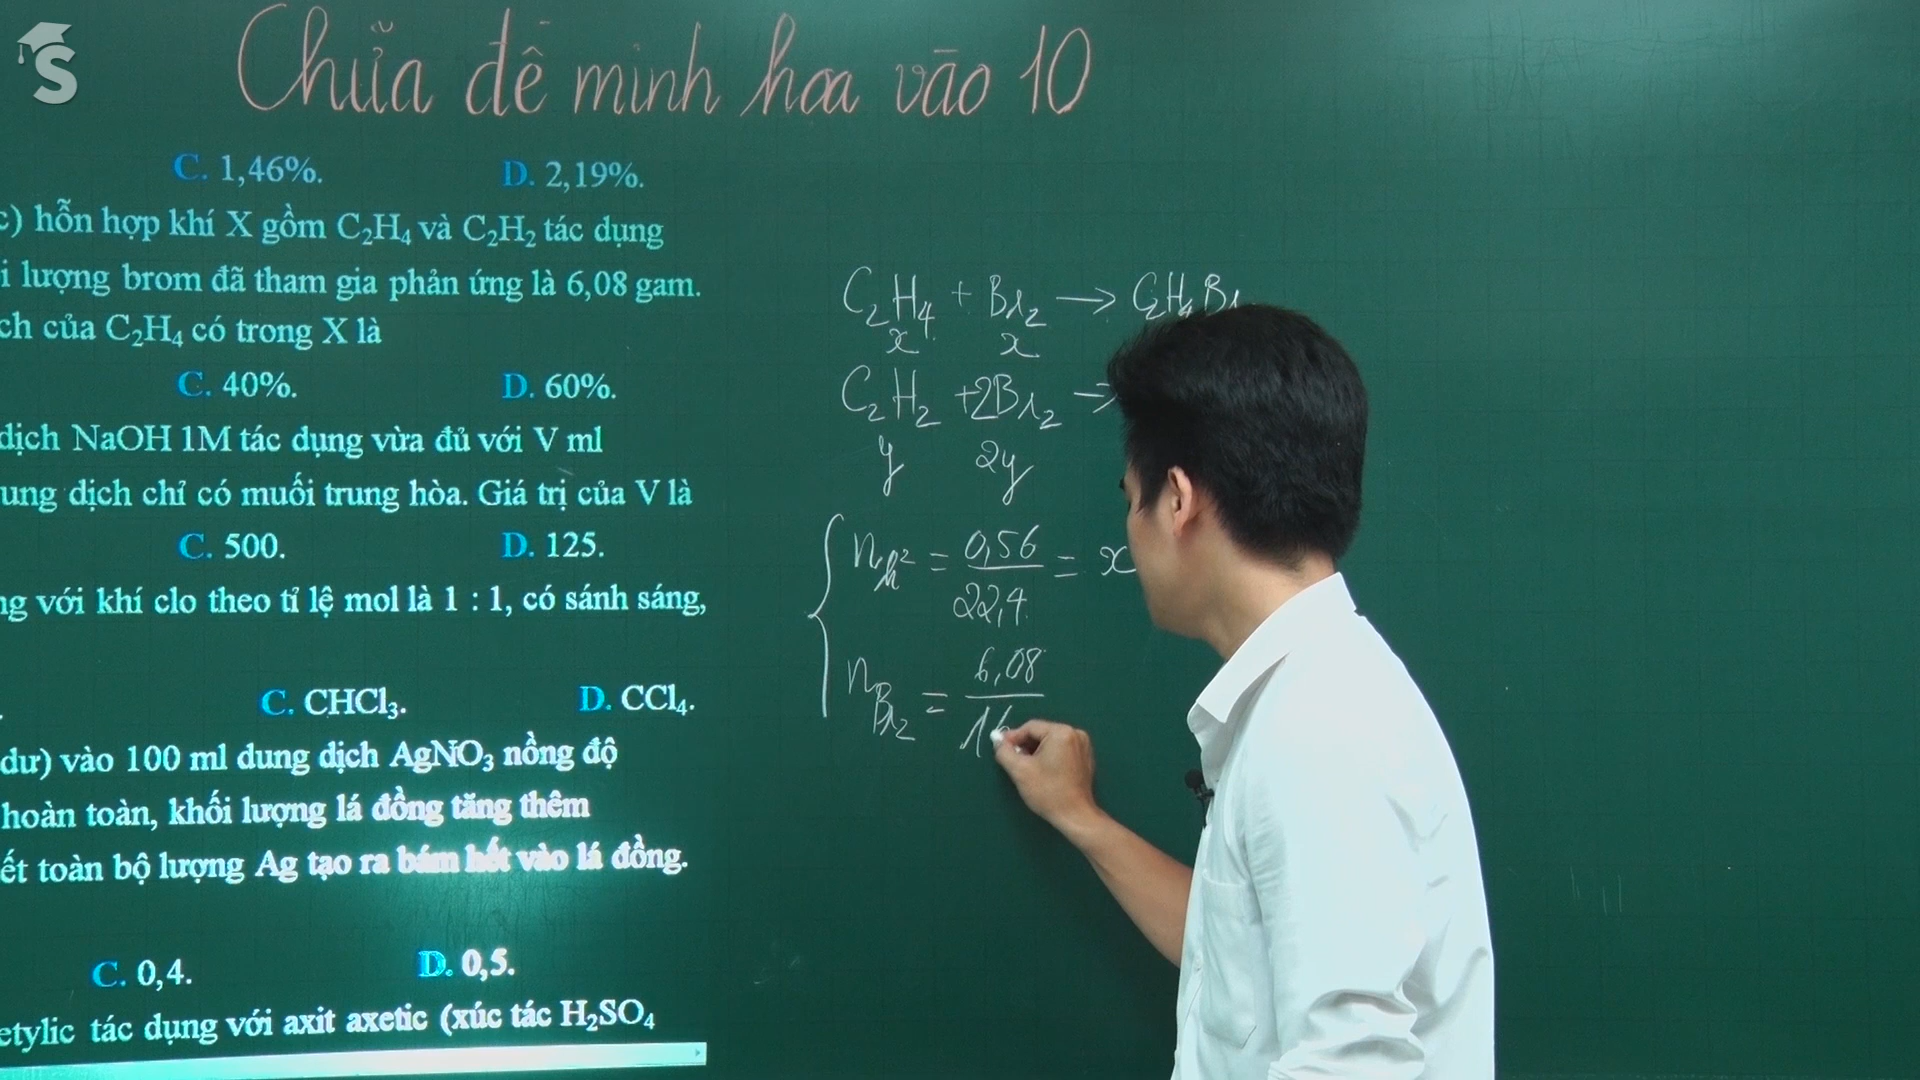 S
Chữa đề minh hoa vào 10
C. 1,46%. D. 2,19%.
c) hỗn hợp khí X gồm C₂H₄ và C₂H₂ tác dụng
i lượng brom đã tham gia phản ứng là 6,08 gam.
ch của C₂H₄ có trong X là
C. 40%. D. 60%.
dịch NaOH 1M tác dụng vừa đủ với V ml
ung dịch chỉ có muối trung hòa. Giá trị của V là
C. 500. D. 125.
ng với khí clo theo tỉ lệ mol là 1 : 1, có sánh sáng,
C. CHCl₃. D. CCl₄.
dư) vào 100 ml dung dịch AgNO₃ nồng độ
hoàn toàn, khối lượng lá đồng tăng thêm
ết toàn bộ lượng Ag tạo ra bám hết vào lá đồng.
C. 0,4. D. 0,5.
etylic tác dụng với axit axetic (xúc tác H₂SO₄
C₂H₄ + Br₂ → C₂H₄Br
x x
C₂H₂ + 2Br₂ →
y 2y
n = 0,56 / 22,4 = x
n Br₂ = 6,08 / 16